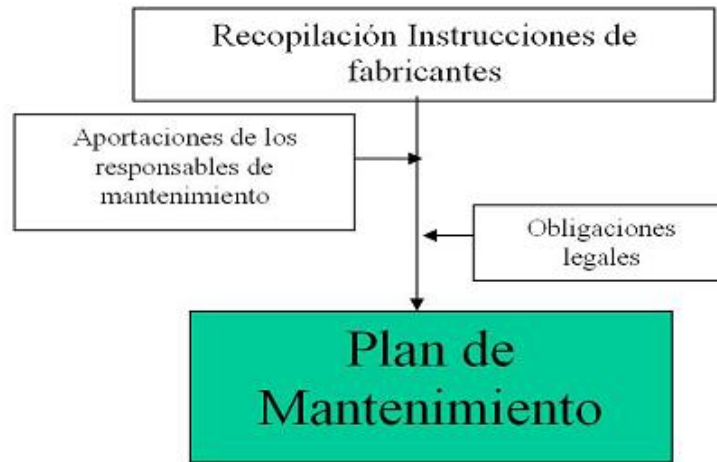 Recopilación Instrucciones de
fabricantes
Aportaciones de los
responsables de
mantenimiento
Obligaciones
legales
Plan de
Mantenimiento